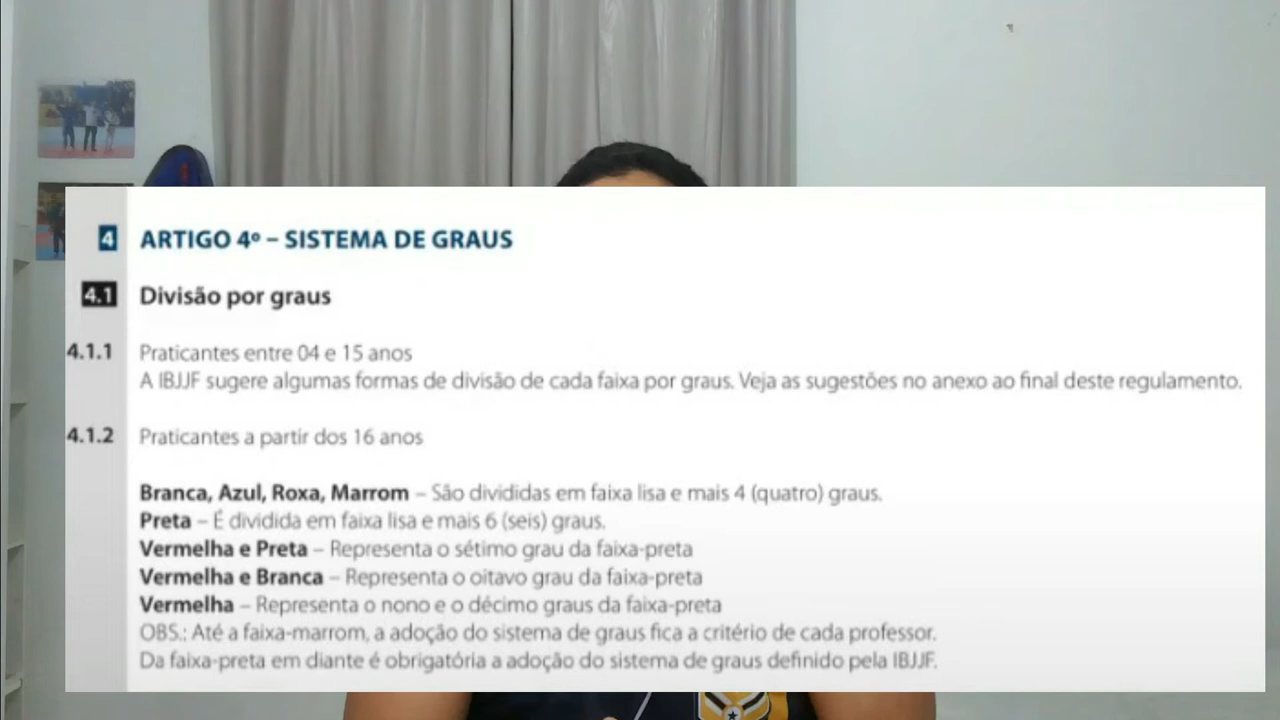 4 ARTIGO 4º – SISTEMA DE GRAUS
4.1 Divisão por graus
4.1.1 Praticantes entre 04 e 15 anos
A IBJJF sugere algumas formas de divisão de cada faixa por graus. Veja as sugestões no anexo ao final deste regulamento.
4.1.2 Praticantes a partir dos 16 anos
Branca, Azul, Roxa, Marrom – São divididas em faixa lisa e mais 4 (quatro) graus.
Preta – É dividida em faixa lisa e mais 6 (seis) graus.
Vermelha e Preta – Representa o sétimo grau da faixa-preta
Vermelha e Branca – Representa o oitavo grau da faixa-preta
Vermelha – Representa o nono e o décimo graus da faixa-preta
OBS.: Até a faixa-marrom, a adoção do sistema de graus fica a critério de cada professor.
Da faixa-preta em diante é obrigatória a adoção do sistema de graus definido pela IBJJF.